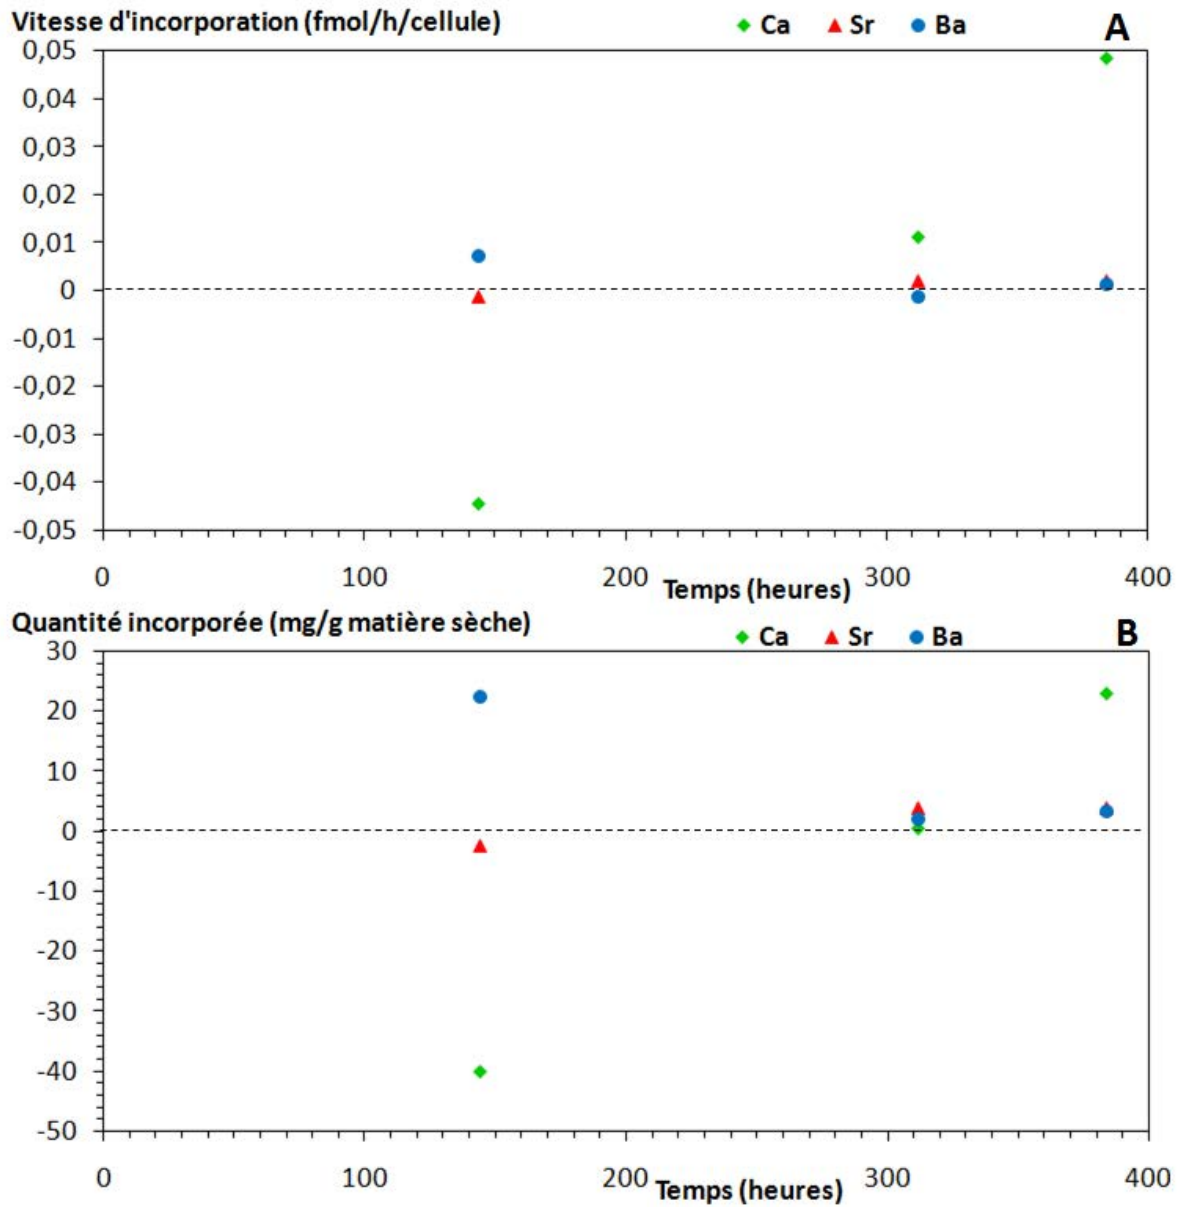 Vitesse d'incorporation (fmol/h/cellule)
Ca Sr Ba A
0,05
0,04
0,03
0,02
0,01
0
-0,01
-0,02
-0,03
-0,04
-0,05
0 100 200 300 400
Temps (heures)
Quantité incorporée (mg/g matière sèche)
Ca Sr Ba B
30
20
10
0
-10
-20
-30
-40
-50
0 100 200 300 400
Temps (heures)